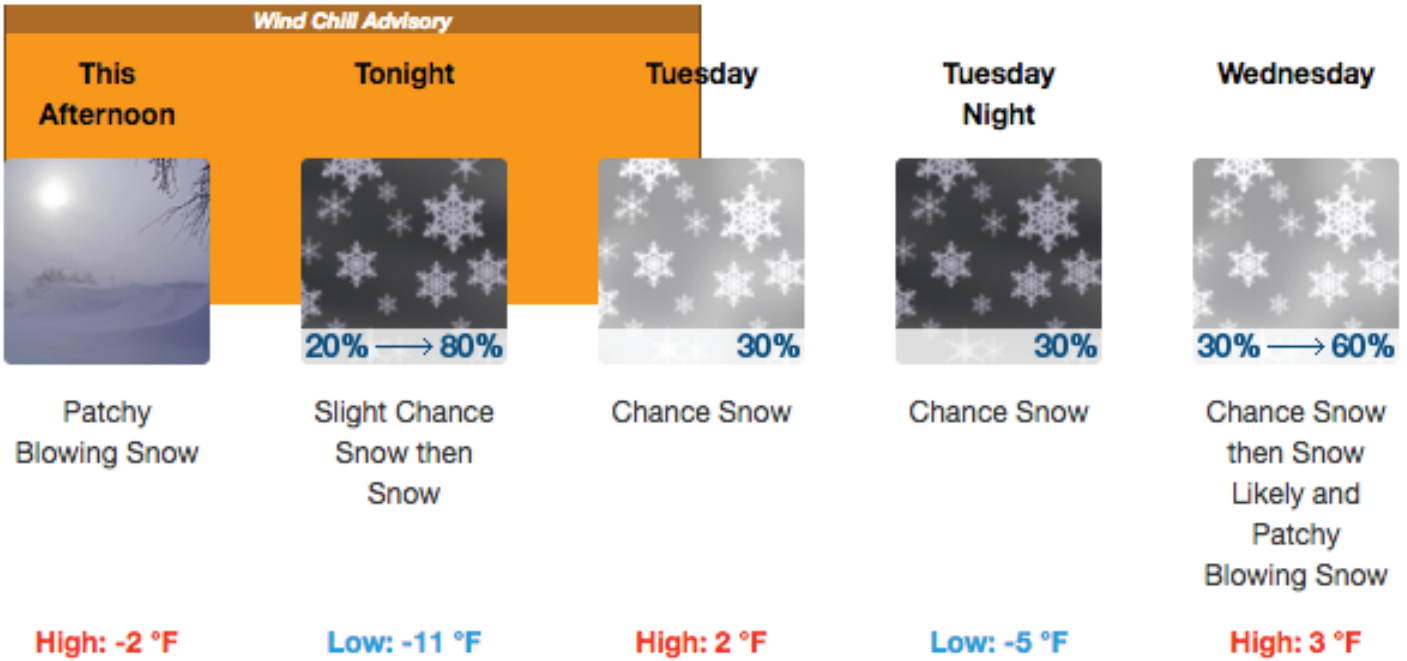 Wind Chill Advisory
This
Afternoon
Tonight
Tuesday
Tuesday
Night
Wednesday
20% → 80%
30%
30%
30% → 60%
Patchy
Blowing Snow
Slight Chance
Snow then
Snow
Chance Snow
Chance Snow
Chance Snow
then Snow
Likely and
Patchy
Blowing Snow
High: -2 °F
Low: -11 °F
High: 2 °F
Low: -5 °F
High: 3 °F